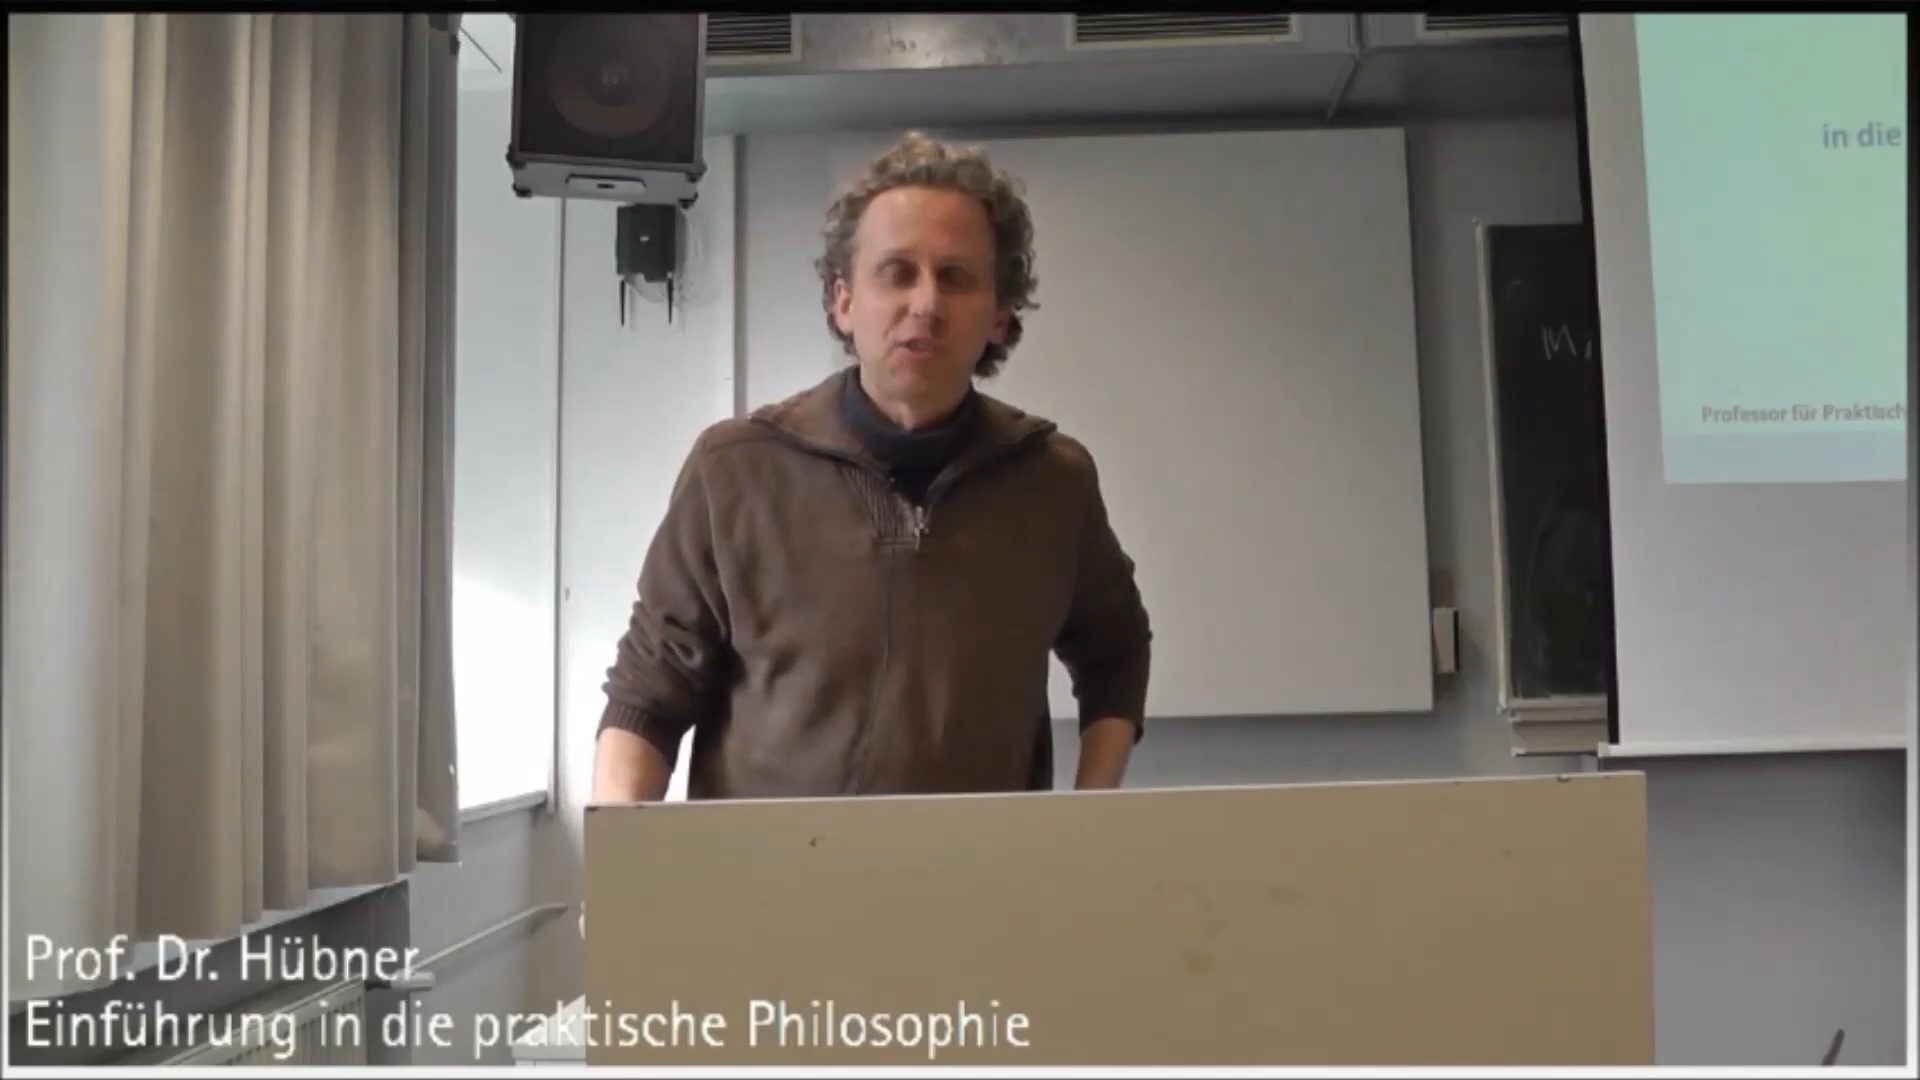 in die
Professor für Praktisch
Prof. Dr. Hübner
Einführung in die praktische Philosophie